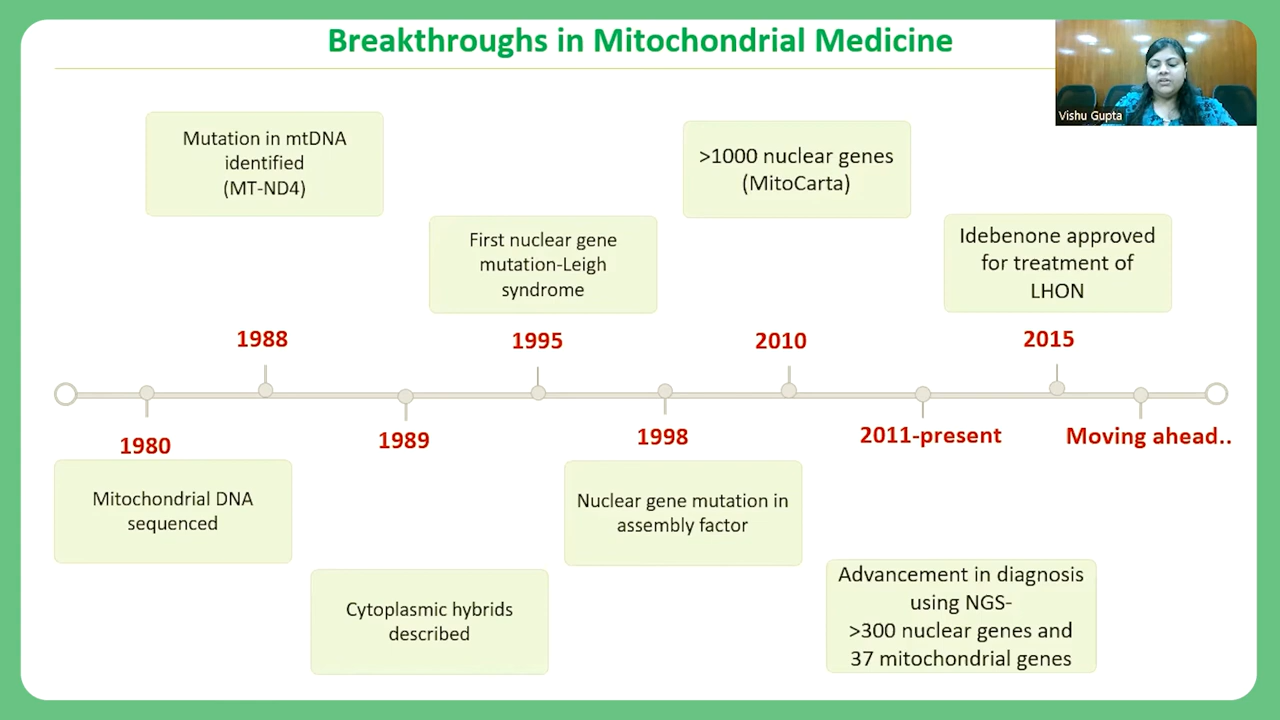 Breakthroughs in Mitochondrial Medicine
Vishu Gupta
Mutation in mtDNA
identified
(MT-ND4)
First nuclear gene
mutation-Leigh
syndrome
>1000 nuclear genes
(MitoCarta)
Idebenone approved
for treatment of
LHON
1988
1995
2010
2015
1980
1989
1998
2011-present
Moving ahead..
Mitochondrial DNA
sequenced
Cytoplasmic hybrids
described
Nuclear gene mutation in
assembly factor
Advancement in diagnosis
using NGS-
>300 nuclear genes and
37 mitochondrial genes